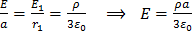 E/a = E₁/r₁ = ρ/3ε₀ ⟹ E = ρa/3ε₀